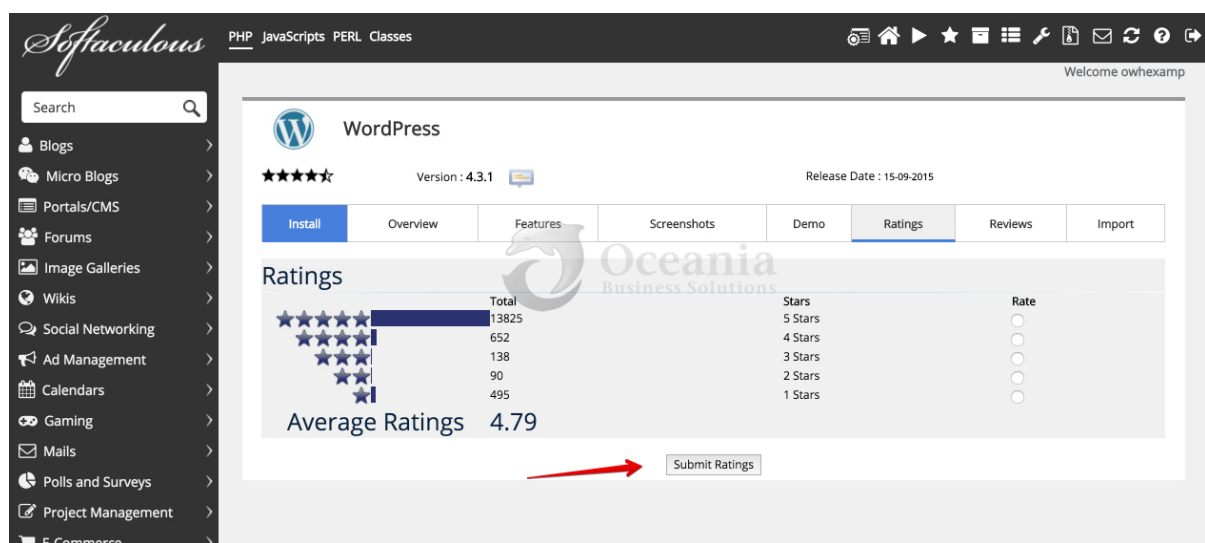 Softaculous
PHP JavaScripts PERL Classes
Welcome owhexamp
Search
Blogs
Micro Blogs
Portals/CMS
Forums
Image Galleries
Wikis
Social Networking
Ad Management
Calendars
Gaming
Mails
Polls and Surveys
Project Management
E-Commerce
WordPress
Version : 4.3.1
Release Date : 15-09-2015
Install Overview Features Screenshots Demo Ratings Reviews Import
Oceania
Business Solutions
Ratings
Total Stars Rate
13825 5 Stars
652 4 Stars
138 3 Stars
90 2 Stars
495 1 Stars
Average Ratings 4.79
Submit Ratings